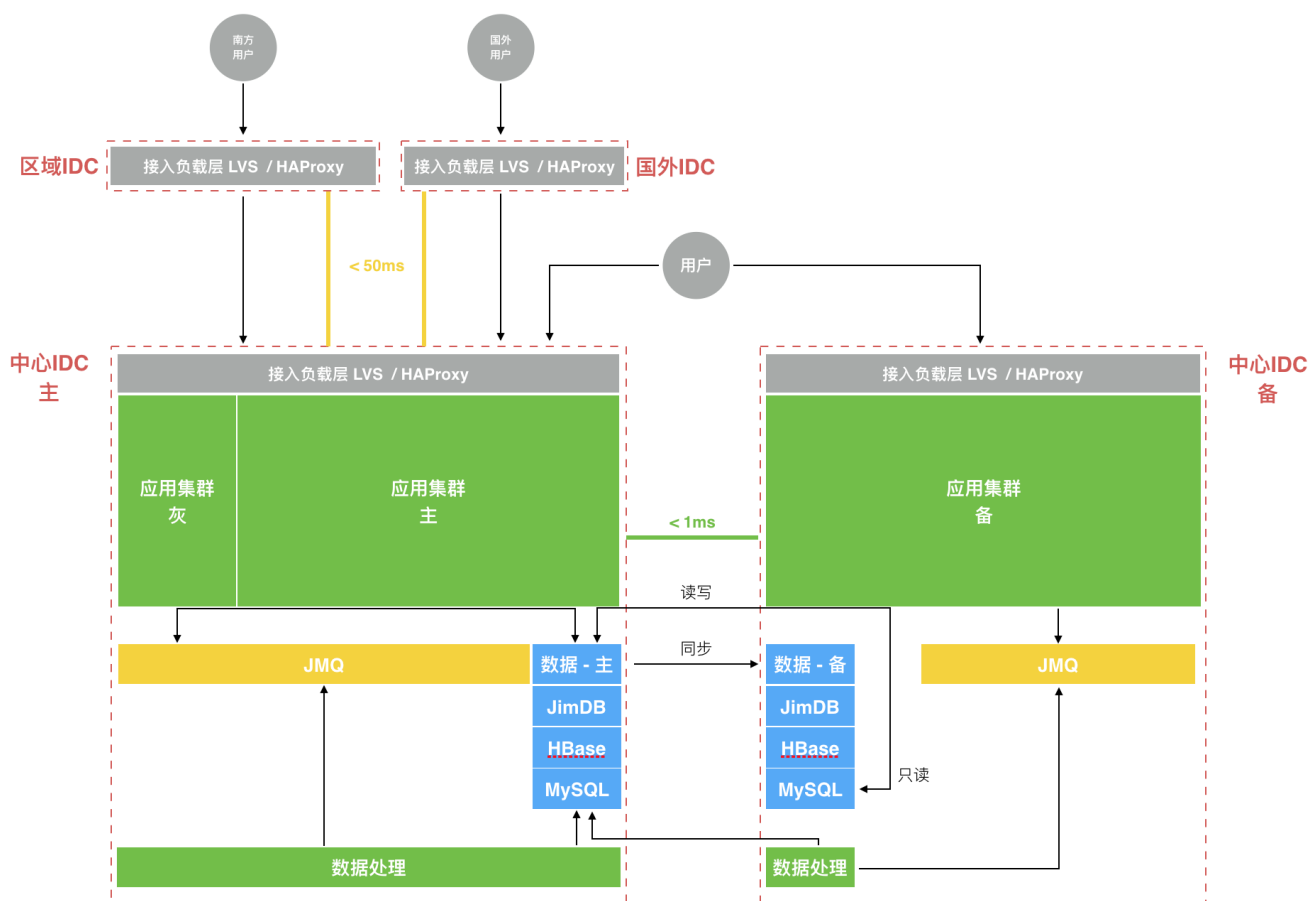 南方
用户
国外
用户
区域IDC
接入负载层 LVS / HAProxy
接入负载层 LVS / HAProxy
国外IDC
< 50ms
用户
中心IDC
主
接入负载层 LVS / HAProxy
接入负载层 LVS / HAProxy
中心IDC
备
应用集群
灰
应用集群
主
应用集群
备
< 1ms
读写
JMQ
数据 - 主
同步
数据 - 备
JMQ
JimDB
JimDB
HBase
HBase
MySQL
MySQL
只读
数据处理
数据处理